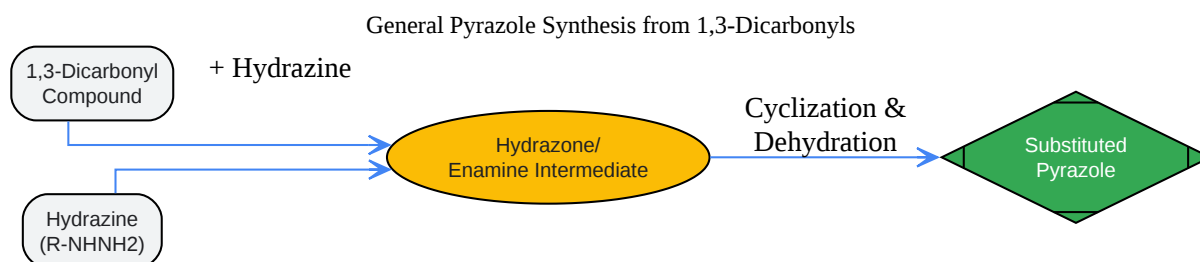 General Pyrazole Synthesis from 1,3-Dicarbonyls
1,3-Dicarbonyl
Compound
+ Hydrazine
Hydrazine
(R-NHNH2)
Hydrazone/
Enamine Intermediate
Cyclization &
Dehydration
Substituted
Pyrazole